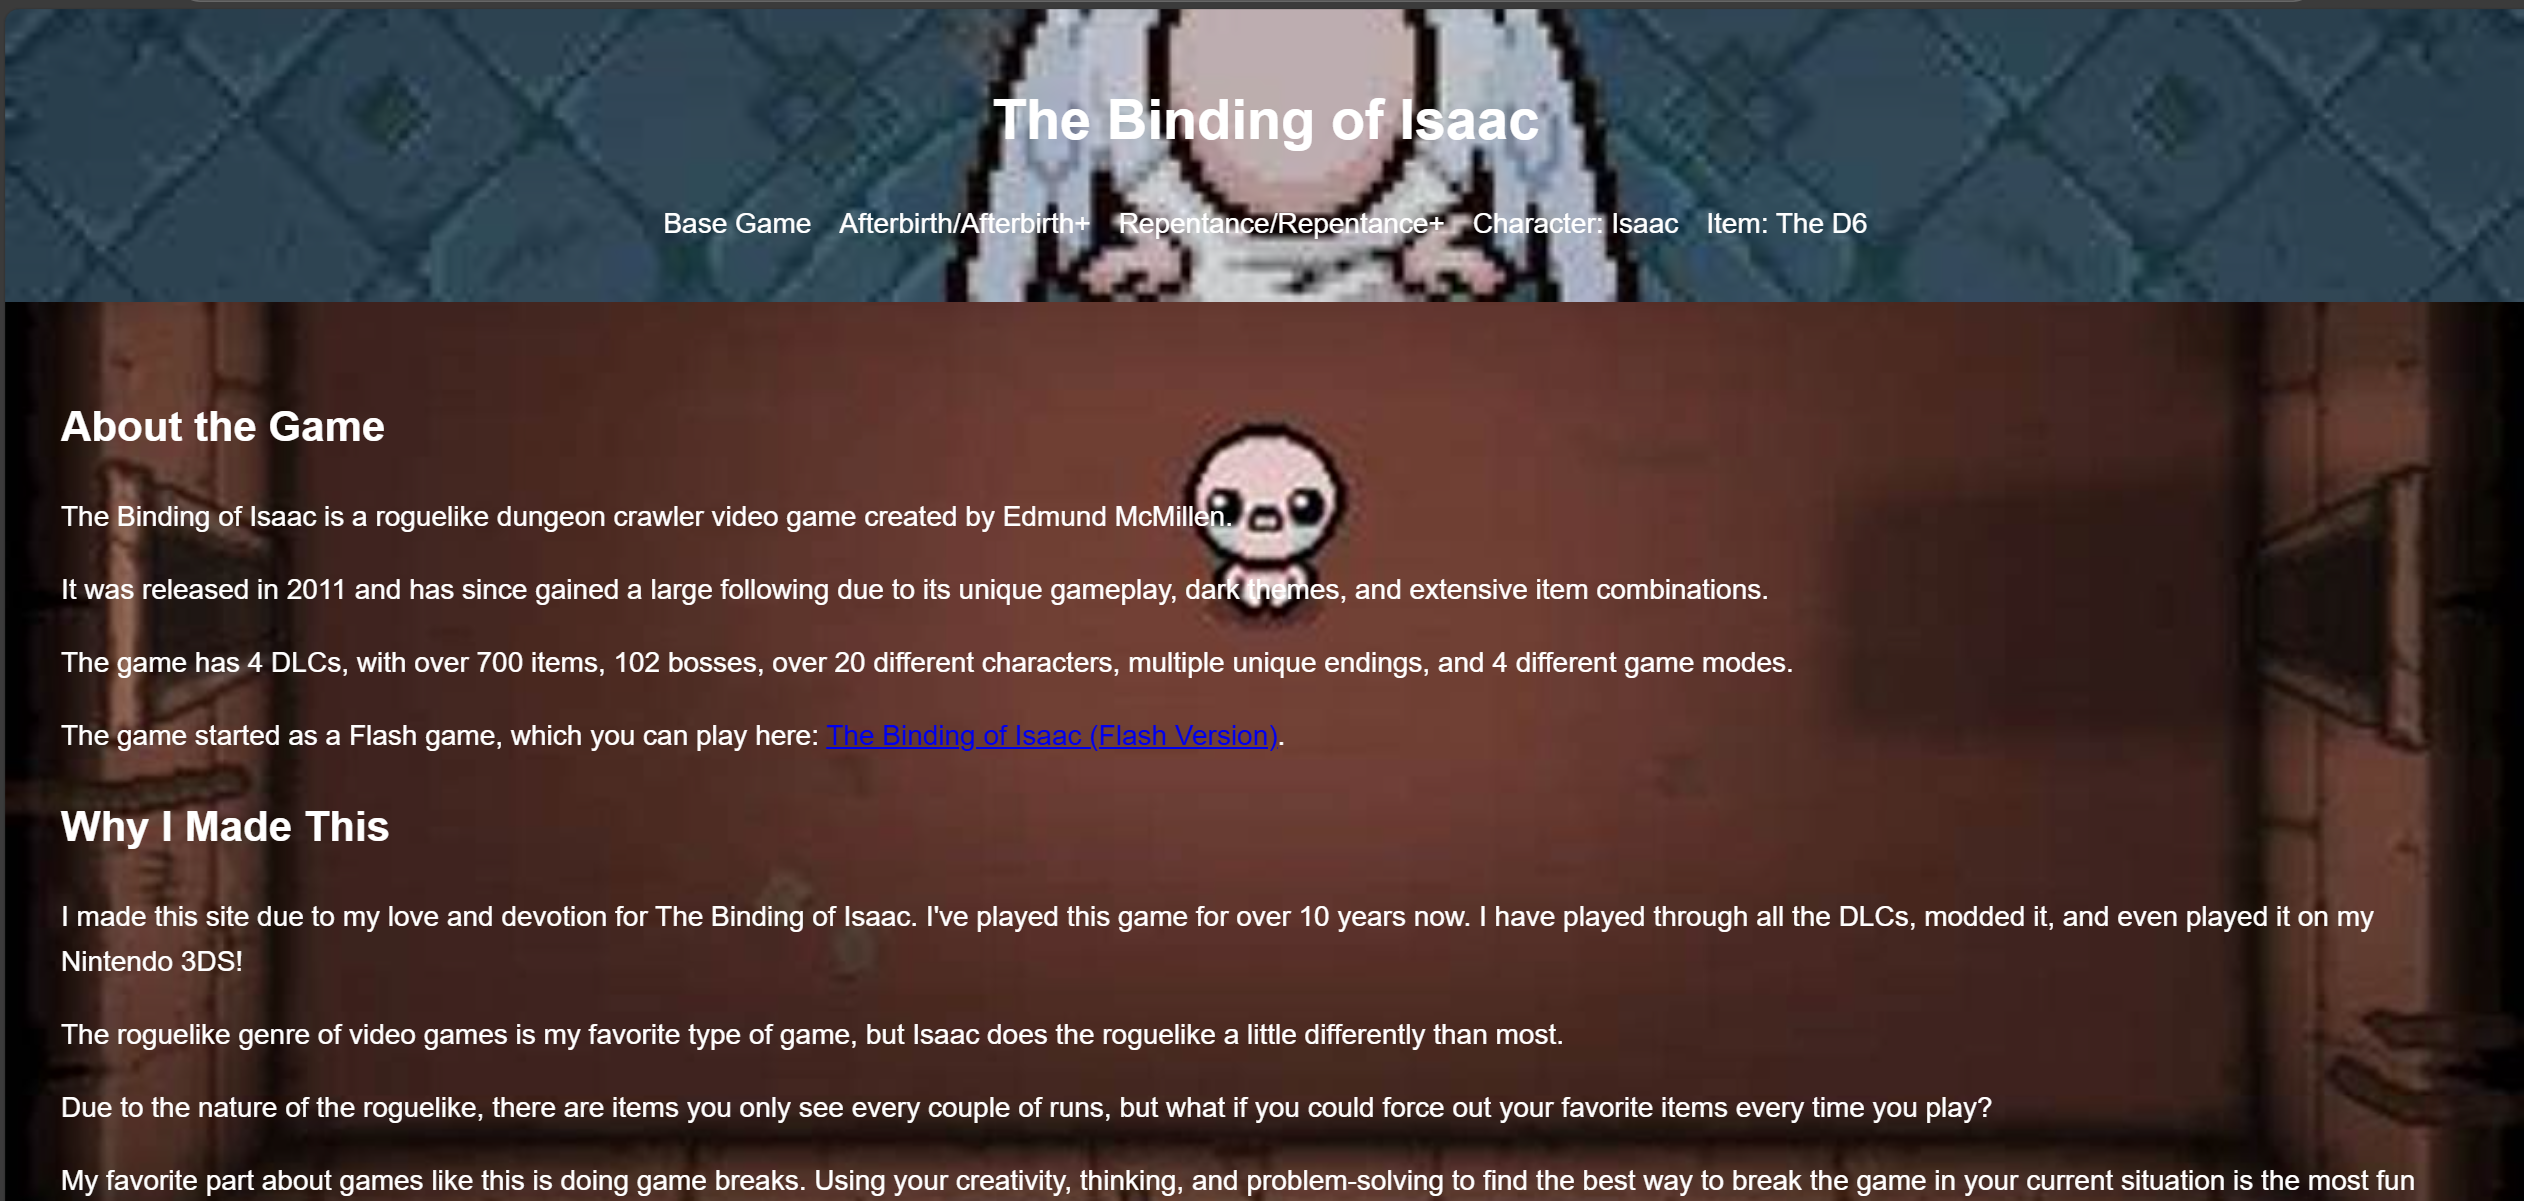 The Binding of Isaac
Base Game Afterbirth/Afterbirth+ Repentance/Repentance+ Character: Isaac Item: The D6
About the Game
The Binding of Isaac is a roguelike dungeon crawler video game created by Edmund McMillen.
It was released in 2011 and has since gained a large following due to its unique gameplay, dark themes, and extensive item combinations.
The game has 4 DLCs, with over 700 items, 102 bosses, over 20 different characters, multiple unique endings, and 4 different game modes.
The game started as a Flash game, which you can play here: The Binding of Isaac (Flash Version).
Why I Made This
I made this site due to my love and devotion for The Binding of Isaac. I've played this game for over 10 years now. I have played through all the DLCs, modded it, and even played it on my
Nintendo 3DS!
The roguelike genre of video games is my favorite type of game, but Isaac does the roguelike a little differently than most.
Due to the nature of the roguelike, there are items you only see every couple of runs, but what if you could force out your favorite items every time you play?
My favorite part about games like this is doing game breaks. Using your creativity, thinking, and problem-solving to find the best way to break the game in your current situation is the most fun